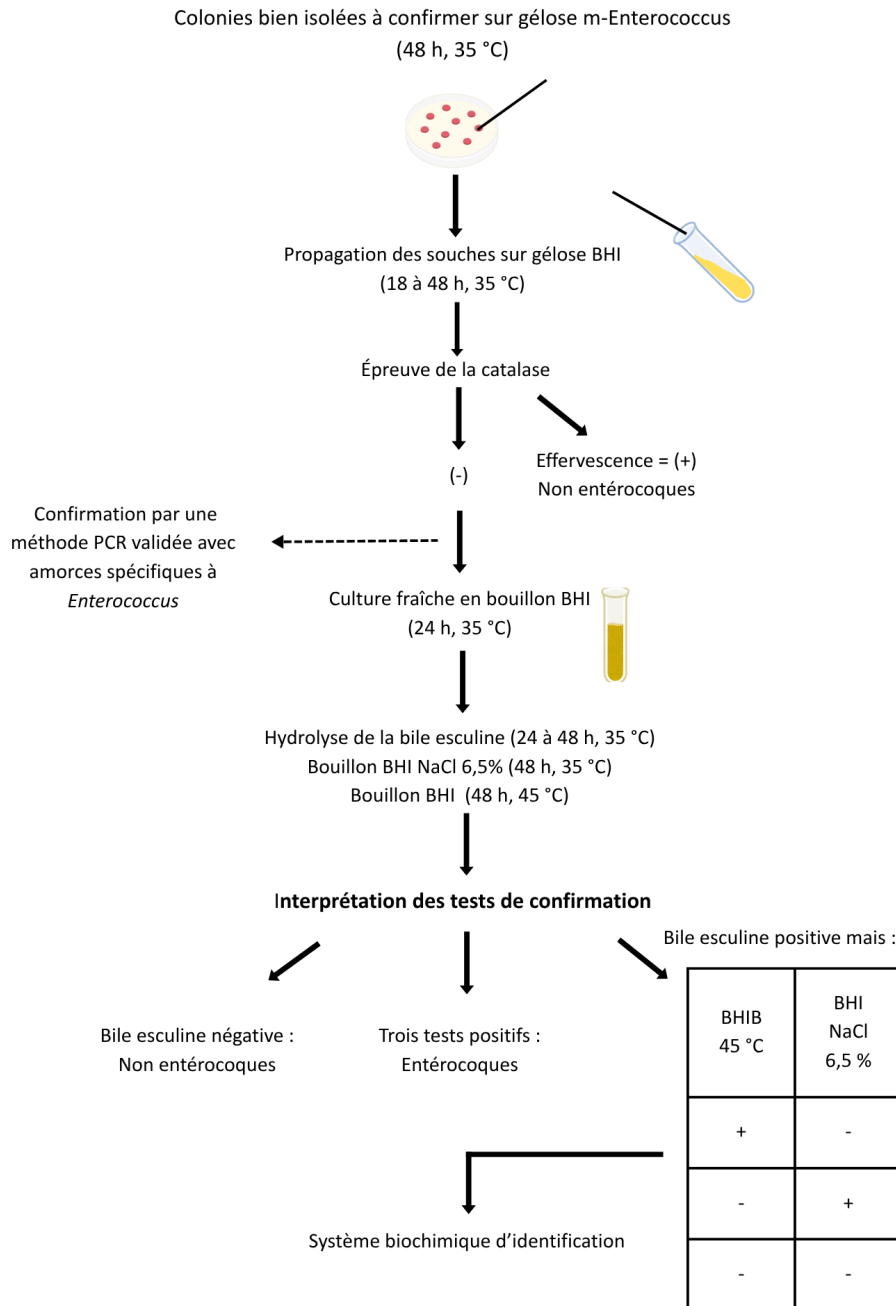 Colonies bien isolées à confirmer sur gélose m-Enterococcus
(48 h, 35 °C)
Propagation des souches sur gélose BHI
(18 à 48 h, 35 °C)
Épreuve de la catalase
(-)
Effervescence = (+)
Non entérocoques
Confirmation par une
méthode PCR validée avec
amorces spécifiques à
Enterococcus
Culture fraîche en bouillon BHI
(24 h, 35 °C)
Hydrolyse de la bile esculine (24 à 48 h, 35 °C)
Bouillon BHI NaCl 6,5% (48 h, 35 °C)
Bouillon BHI (48 h, 45 °C)
Interprétation des tests de confirmation
Bile esculine négative :
Non entérocoques
Trois tests positifs :
Entérocoques
Bile esculine positive mais :
BHIB
45 °C
BHI
NaCl
6,5 %
+ -
- +
- -
Système biochimique d'identification